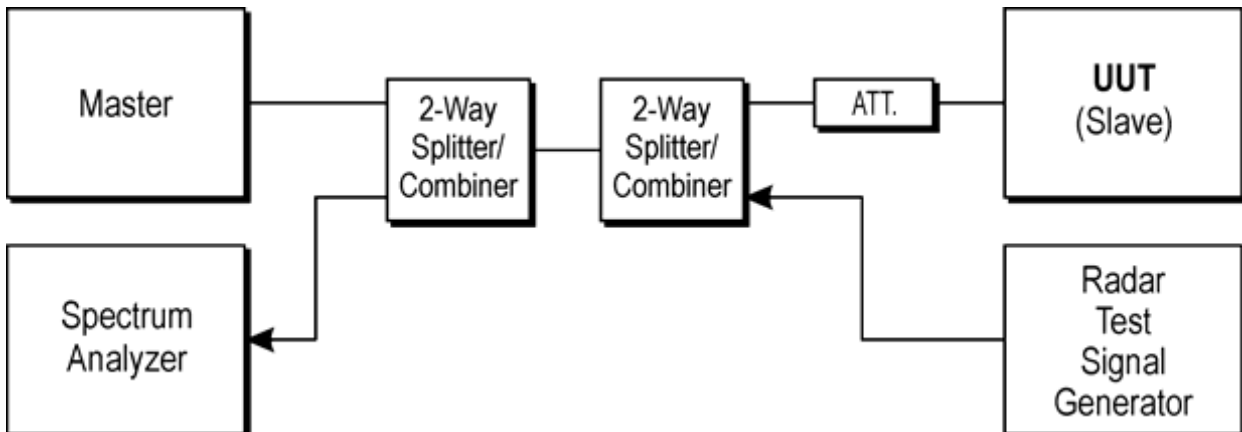 Master
2-Way
Splitter/
Combiner
2-Way
Splitter/
Combiner
ATT.
UUT
(Slave)
Spectrum
Analyzer
Radar
Test
Signal
Generator